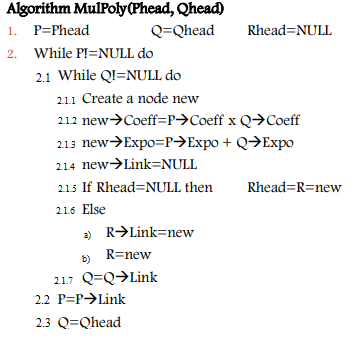 Algorithm MulPoly(Phead, Qhead)
1. P=Phead Q=Qhead Rhead=NULL
2. While P!=NULL do
2.1 While Q!=NULL do
2.1.1 Create a node new
2.1.2 new→Coeff=P→Coeff x Q→Coeff
2.1.3 new→Expo=P→Expo + Q→Expo
2.1.4 new→Link=NULL
2.1.5 If Rhead=NULL then Rhead=R=new
2.1.6 Else
a) R→Link=new
b) R=new
2.1.7 Q=Q→Link
2.2 P=P→Link
2.3 Q=Qhead